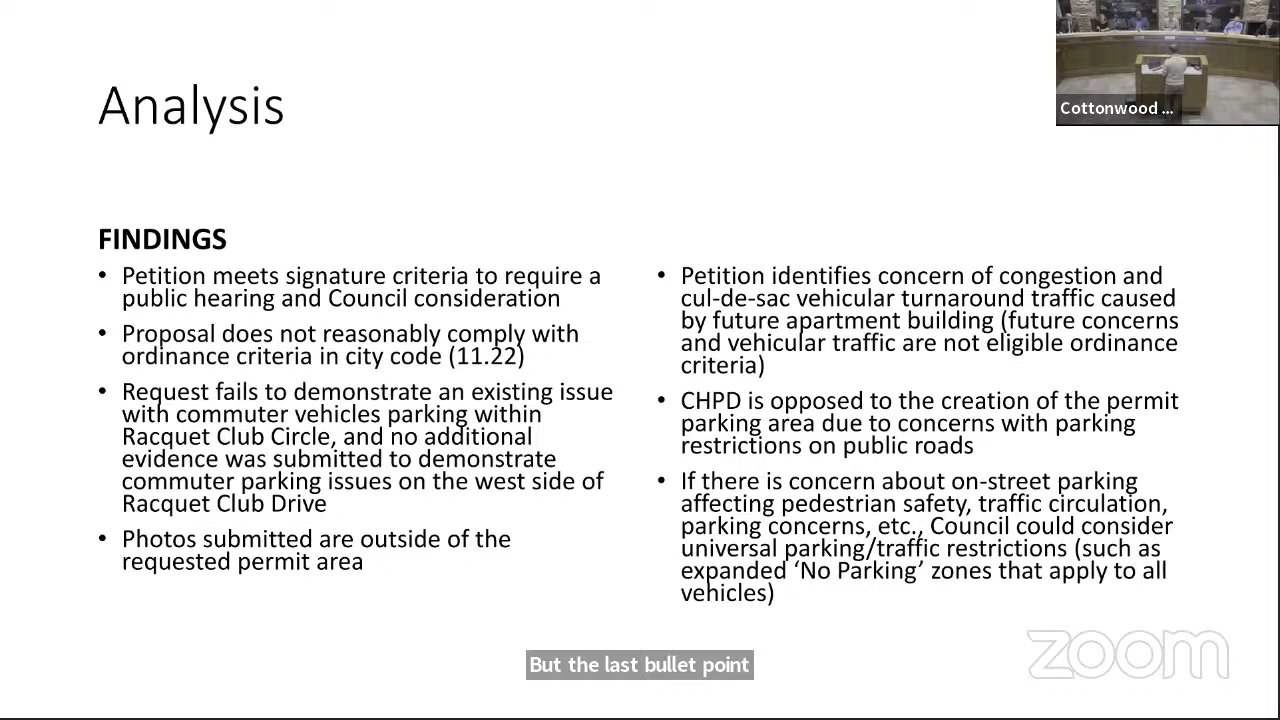 Analysis
Cottonwood ...
FINDINGS
• Petition meets signature criteria to require a
public hearing and Council consideration
• Proposal does not reasonably comply with
ordinance criteria in city code (11.22)
• Request fails to demonstrate an existing issue
with commuter vehicles parking within
Racquet Club Circle, and no additional
evidence was submitted to demonstrate
commuter parking issues on the west side of
Racquet Club Drive
• Photos submitted are outside of the
requested permit area
• Petition identifies concern of congestion and
cul-de-sac vehicular turnaround traffic caused
by future apartment building (future concerns
and vehicular traffic are not eligible ordinance
criteria)
• CHPD is opposed to the creation of the permit
parking area due to concerns with parking
restrictions on public roads
• If there is concern about on-street parking
affecting pedestrian safety, traffic circulation,
parking concerns, etc., Council could consider
universal parking/traffic restrictions (such as
expanded ‘No Parking’ zones that apply to all
vehicles)
But the last bullet point
zoom